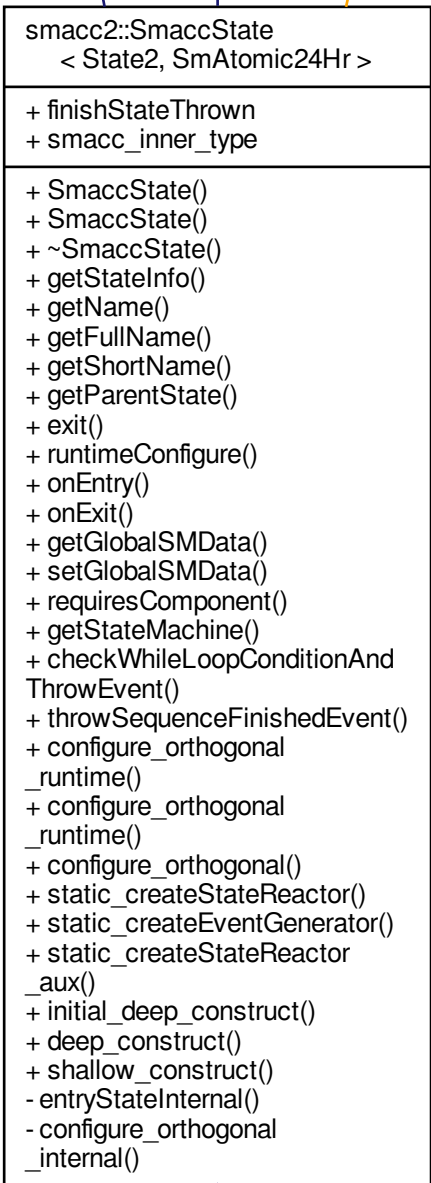 smacc2::SmaccState
< State2, SmAtomic24Hr >
+ finishStateThrown
+ smacc_inner_type
+ SmaccState()
+ SmaccState()
+ ~SmaccState()
+ getStateInfo()
+ getName()
+ getFullName()
+ getShortName()
+ getParentState()
+ exit()
+ runtimeConfigure()
+ onEntry()
+ onExit()
+ getGlobalSMData()
+ setGlobalSMData()
+ requiresComponent()
+ getStateMachine()
+ checkWhileLoopConditionAnd
ThrowEvent()
+ throwSequenceFinishedEvent()
+ configure_orthogonal
_runtime()
+ configure_orthogonal
_runtime()
+ configure_orthogonal()
+ static_createStateReactor()
+ static_createEventGenerator()
+ static_createStateReactor
_aux()
+ initial_deep_construct()
+ deep_construct()
+ shallow_construct()
- entryStateInternal()
- configure_orthogonal
_internal()